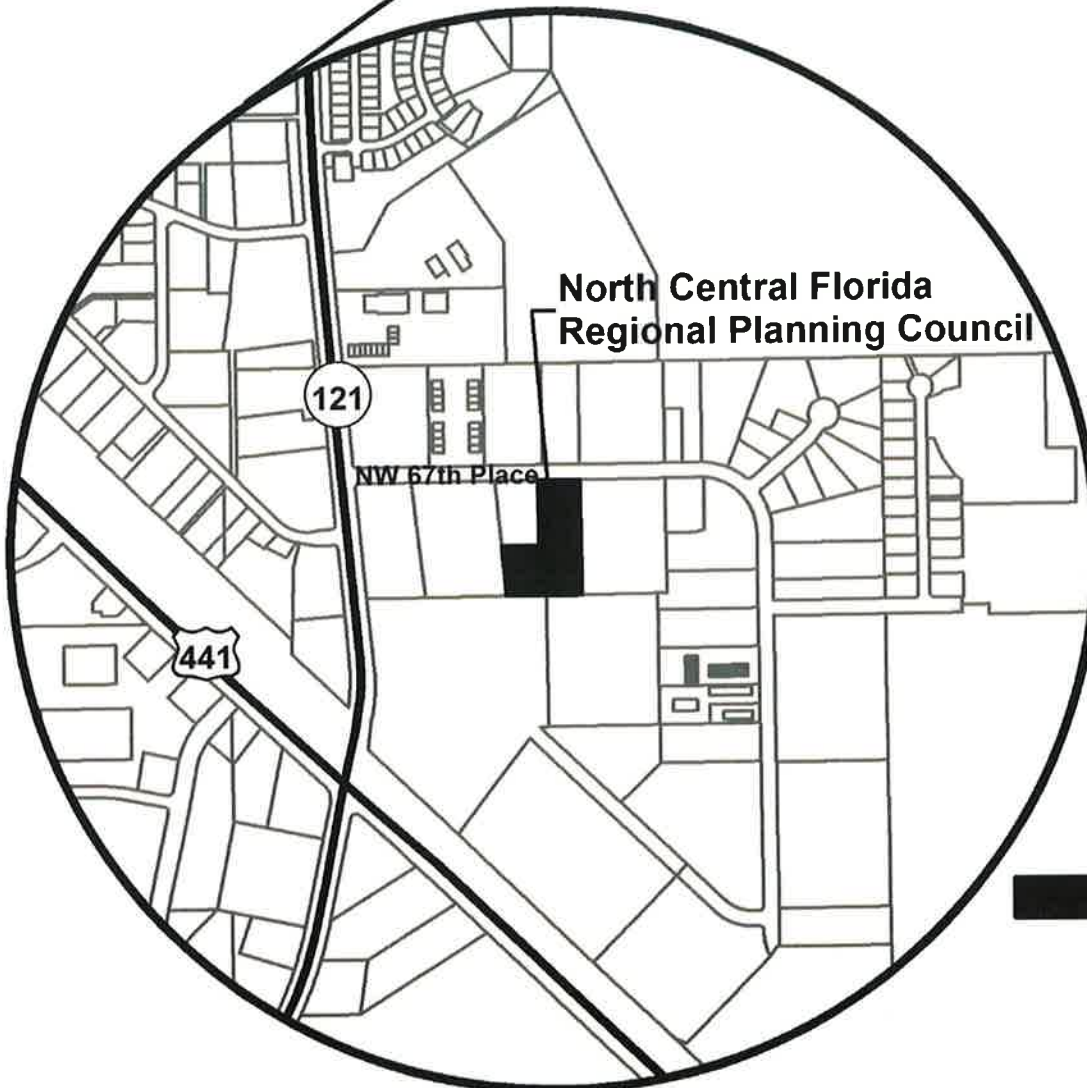 North Central Florida
Regional Planning Council
121
NW 67th Place
441